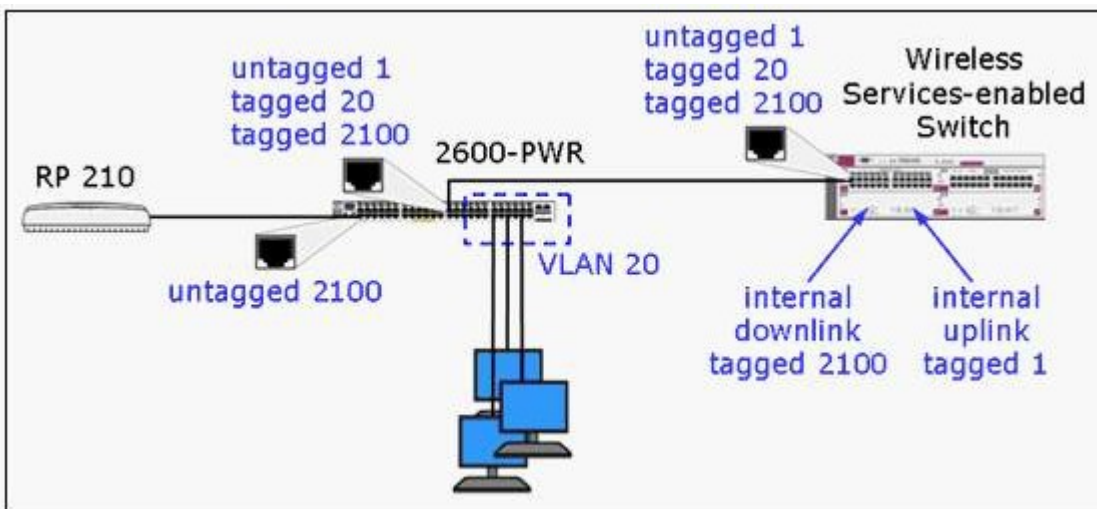 untagged 1
tagged 20
tagged 2100
untagged 1
tagged 20
tagged 2100
Wireless
Services-enabled
Switch
2600-PWR
RP 210
untagged 2100
VLAN 20
internal
downlink
tagged 2100
internal
uplink
tagged 1